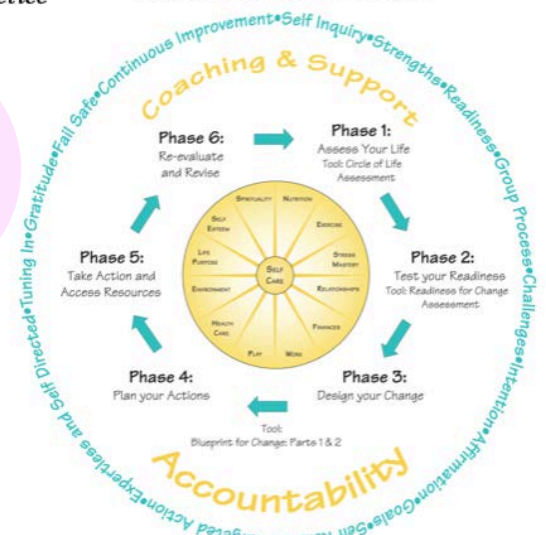 Continuous Improvement•Self Inquiry•Strengths•Readiness•Group Process•Challenges•Intention•Affirmation•Goals•Self
Targeted Action•Expertless and Self Directed•Tuning In•Gratitude•Fail Safe•
Coaching & Support
Phase 6:
Re-evaluate
and Revise
Phase 1:
Assess Your Life
Tool: Circle of Life
Assessment
Phase 5:
Take Action and
Access Resources
Phase 2:
Test your Readiness
Tool: Readiness for Change
Assessment
SPIRITUALITY
NUTRITION
EXERCISE
STRESS
MASTERY
RELATIONSHIPS
FINANCES
WORK
PLAY
HEALTH
CARE
ENVIRONMENT
LIFE
PURPOSE
SELF
ESTEEM
SELF
CARE
Phase 4:
Plan your Actions
Phase 3:
Design your Change
Tool:
Blueprint for Change: Parts 1 & 2
Accountability